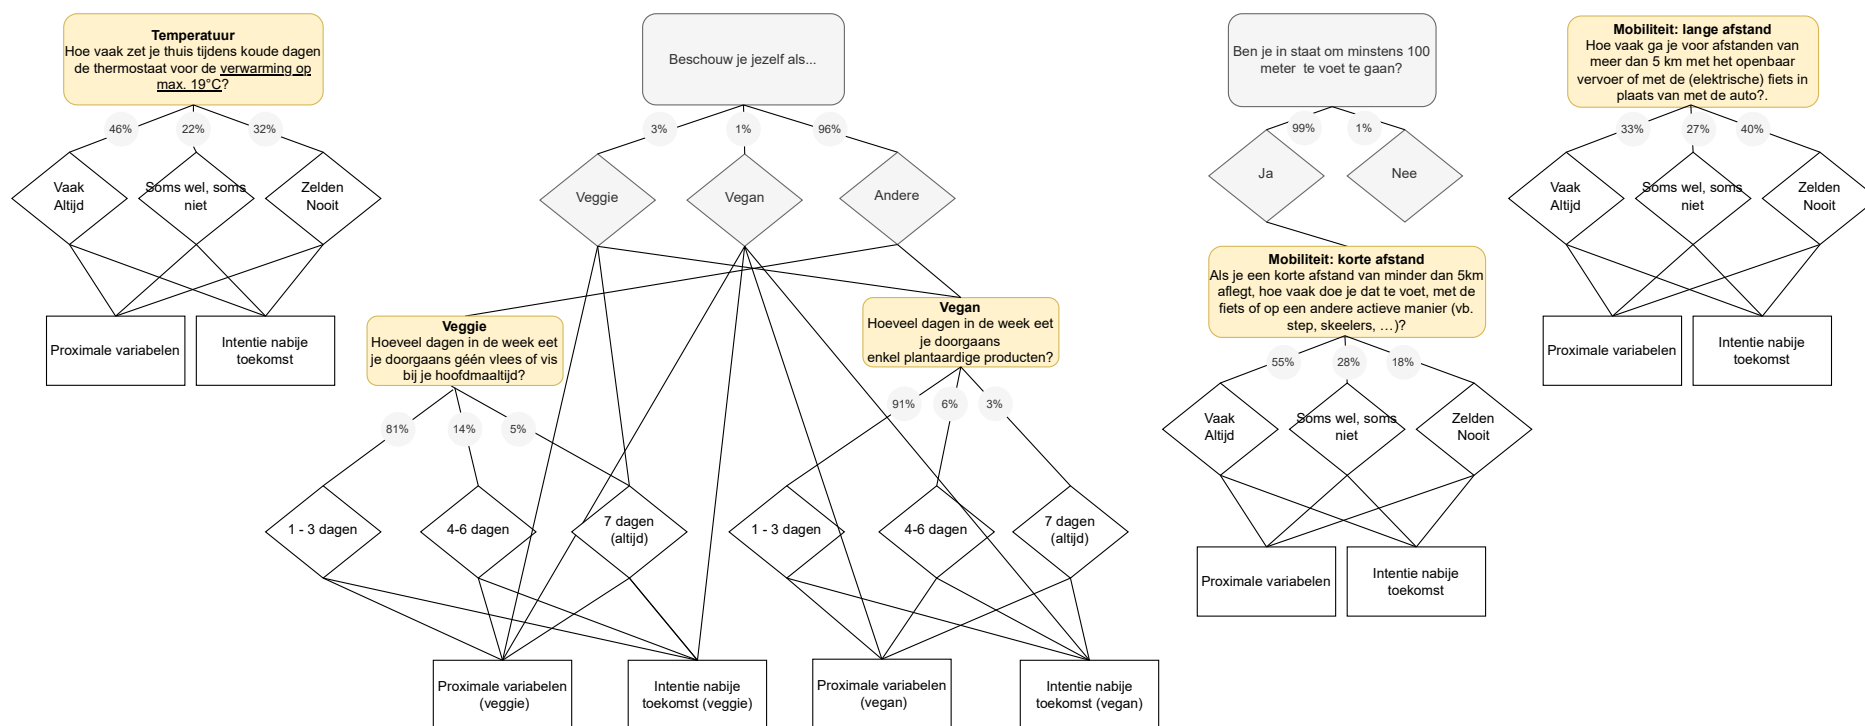 Temperatuur
Hoe vaak zet je thuis tijdens koude dagen
de thermostaat voor de verwarming op
max. 19°C?
46%
22%
32%
Vaak
Altijd
Soms wel, soms
niet
Zelden
Nooit
Proximale variabelen
Intentie nabije
toekomst
Beschouw je jezelf als...
3%
1%
96%
Veggie
Vegan
Andere
Veggie
Hoeveel dagen in de week eet
je doorgaans géén vlees of vis
bij je hoofdmaaltijd?
81%
14%
5%
1 - 3 dagen
4-6 dagen
7 dagen
(altijd)
Vegan
Hoeveel dagen in de week eet
je doorgaans
enkel plantaardige producten?
91%
6%
3%
1 - 3 dagen
4-6 dagen
7 dagen
(altijd)
Proximale variabelen
(veggie)
Intentie nabije
toekomst (veggie)
Proximale variabelen
(vegan)
Intentie nabije
toekomst (vegan)
Ben je in staat om minstens 100
meter te voet te gaan?
99%
1%
Ja
Nee
Mobiliteit: korte afstand
Als je een korte afstand van minder dan 5km
aflegt, hoe vaak doe je dat te voet, met de
fiets of op een andere actieve manier (vb.
step, skeelers, …)?
55%
28%
18%
Vaak
Altijd
Soms wel, soms
niet
Zelden
Nooit
Proximale variabelen
Intentie nabije
toekomst
Mobiliteit: lange afstand
Hoe vaak ga je voor afstanden van
meer dan 5 km met het openbaar
vervoer of met de (elektrische) fiets in
plaats van met de auto?.
33%
27%
40%
Vaak
Altijd
Soms wel, soms
niet
Zelden
Nooit
Proximale variabelen
Intentie nabije
toekomst